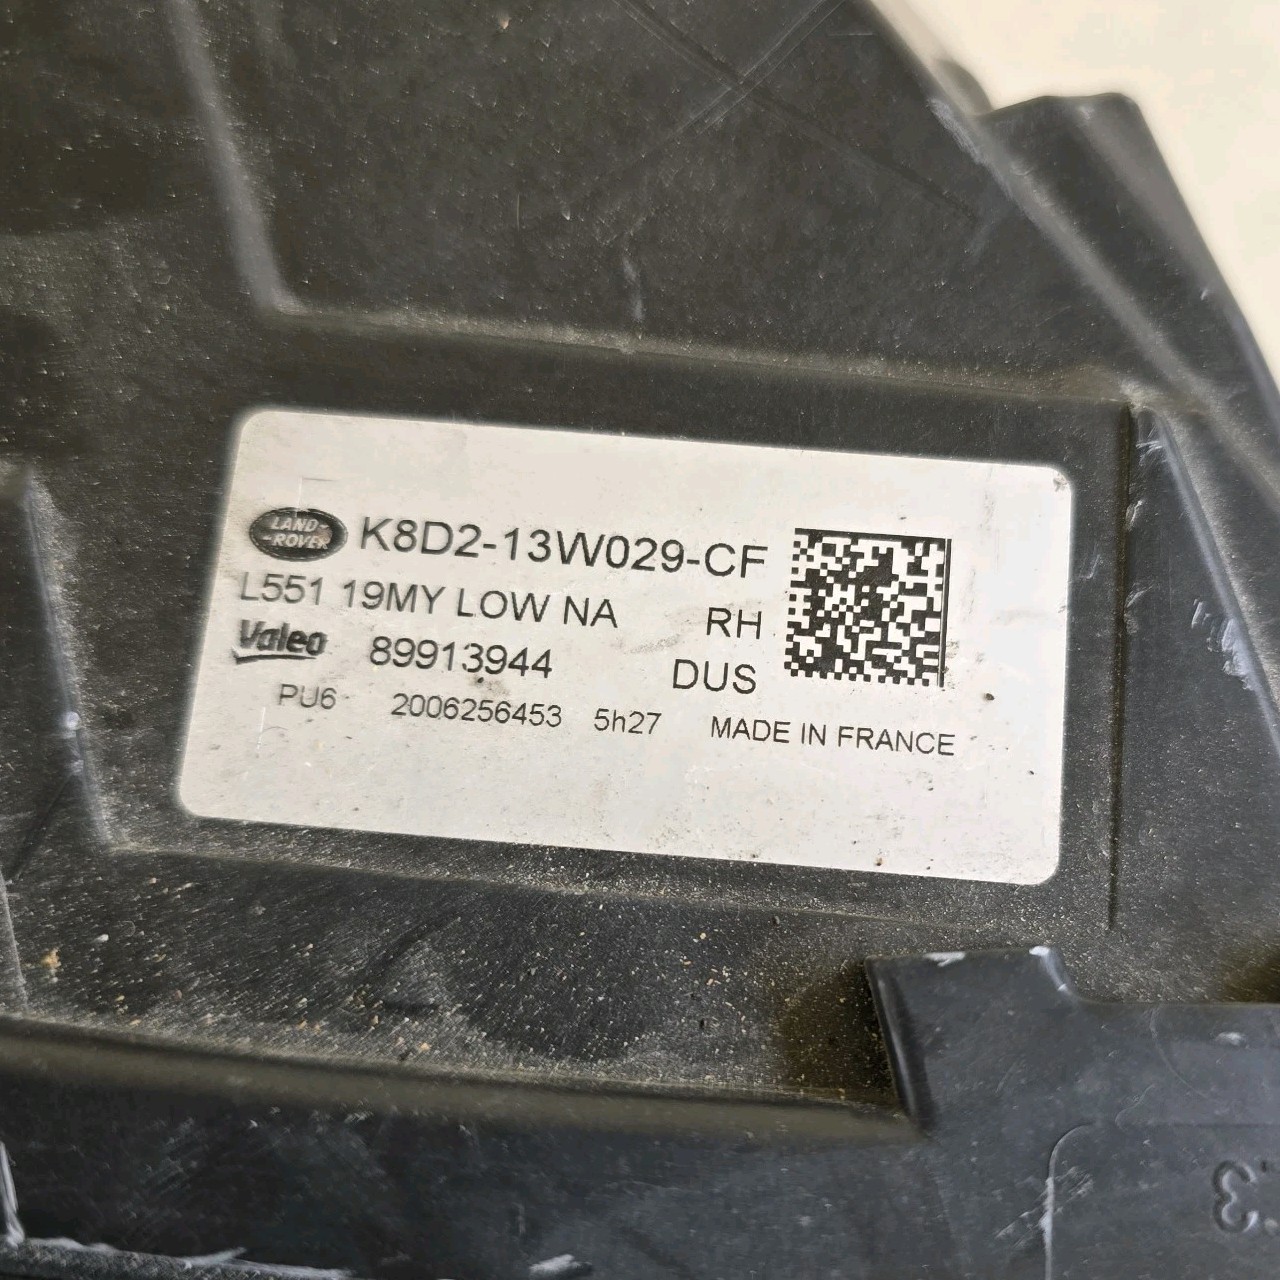 LAND-
-ROVER
K8D2-13W029-CF
L551 19MY LOW NA RH
Valeo 89913944 DUS
PU6 2006256453 5h27 MADE IN FRANCE